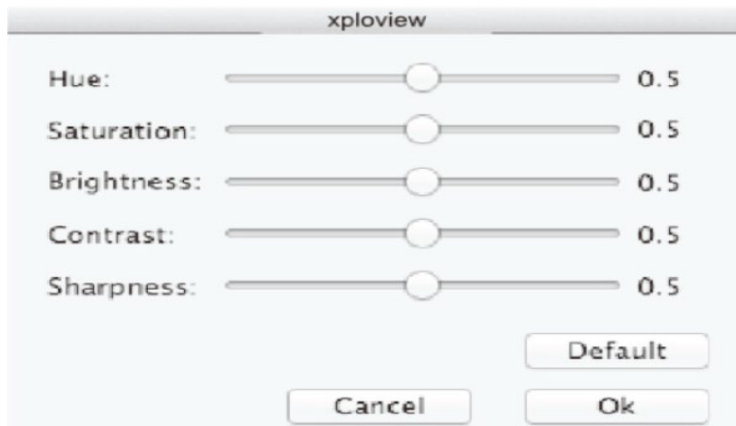 xploview
Hue: 0.5
Saturation: 0.5
Brightness: 0.5
Contrast: 0.5
Sharpness: 0.5
Default
Cancel Ok